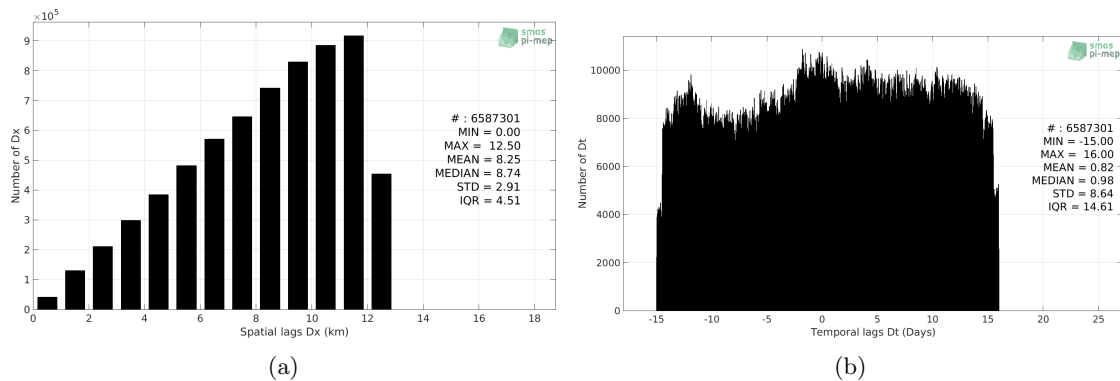 ×10⁵
smos
pi-mep
9
8
7
6
5
4
3
2
1
0
Number of Dx
# : 6587301
MIN = 0.00
MAX = 12.50
MEAN = 8.25
MEDIAN = 8.74
STD = 2.91
IQR = 4.51
0 2 4 6 8 10 12 14 16 18
Spatial lags Dx (km)
(a)
smos
pi-mep
10000
8000
6000
4000
2000
0
Number of Dt
# : 6587301
MIN = -15.00
MAX = 16.00
MEAN = 0.82
MEDIAN = 0.98
STD = 8.64
IQR = 14.61
-15 -10 -5 0 5 10 15 20 25
Temporal lags Dt (Days)
(b)